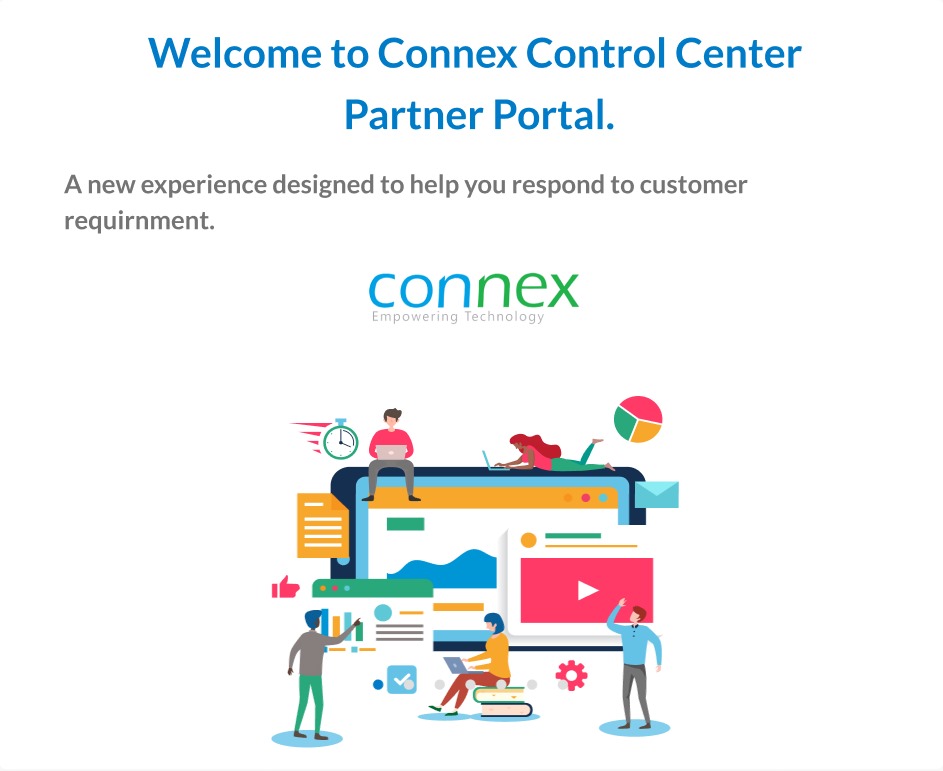 Welcome to Connex Control Center
Partner Portal.
A new experience designed to help you respond to customer
requirnment.
connex
Empowering Technology